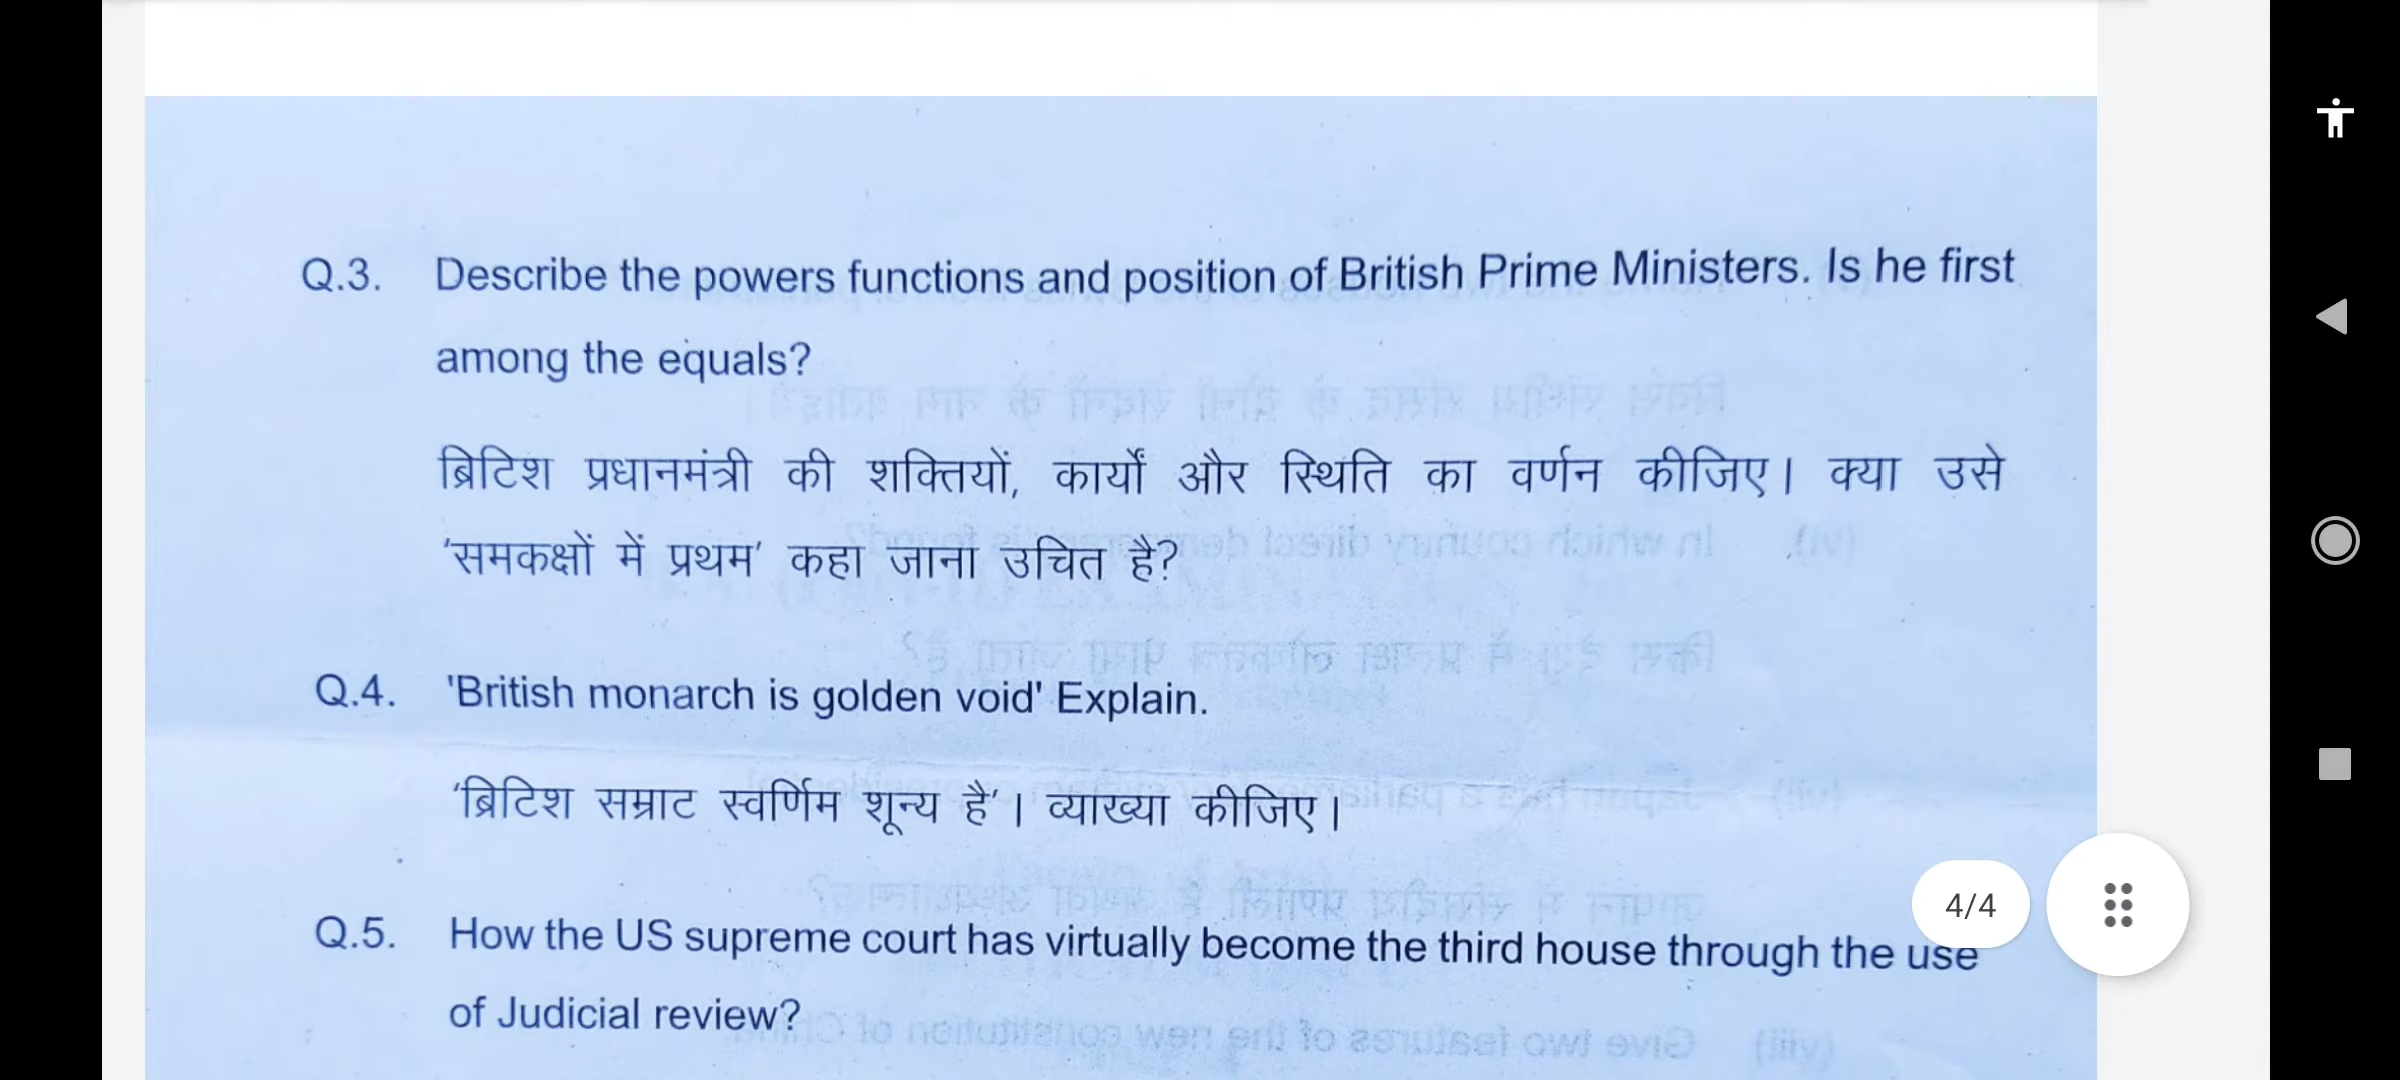 Q.3. Describe the powers functions and position of British Prime Ministers. Is he first
among the equals?
ब्रिटिश प्रधानमंत्री की शक्तियों, कार्यों और स्थिति का वर्णन कीजिए। क्या उसे
'समकक्षों में प्रथम' कहा जाना उचित है?
Q.4. 'British monarch is golden void' Explain.
'ब्रिटिश सम्राट स्वर्णिम शून्य है'। व्याख्या कीजिए।
4/4
Q.5. How the US supreme court has virtually become the third house through the use
of Judicial review?